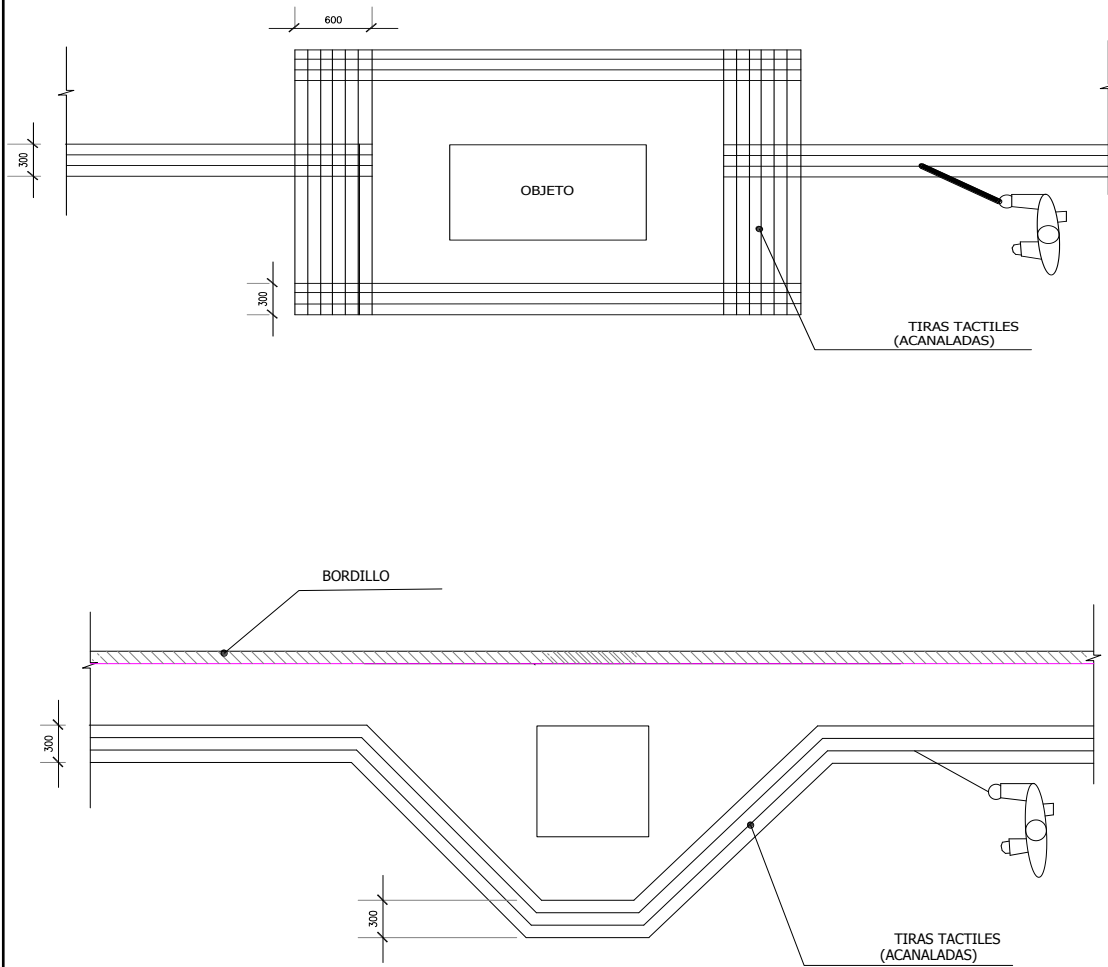 600
300
OBJETO
300
TIRAS TACTILES
(ACANALADAS)
BORDILLO
300
300
TIRAS TACTILES
(ACANALADAS)